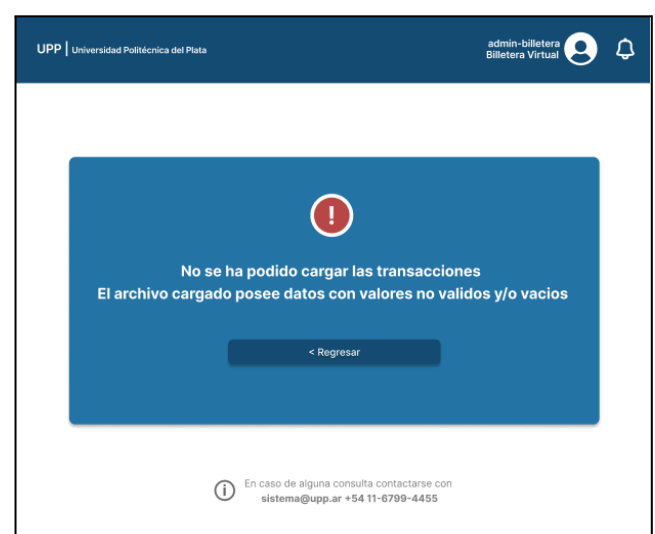 UPP | Universidad Politécnica del Plata
admin-billetera
Billetera Virtual
!
No se ha podido cargar las transacciones
El archivo cargado posee datos con valores no validos y/o vacios
< Regresar
i
En caso de alguna consulta contactarse con
sistema@upp.ar +54 11-6799-4455